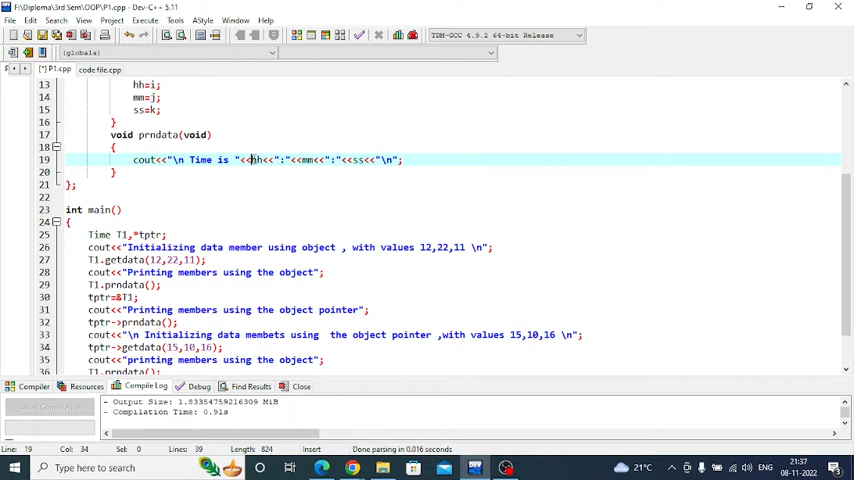 F:\Diploma\3rd Sem\OOP\P1.cpp - Dev-C++ 5.11
File Edit Search View Project Execute Tools AStyle Window Help
TDM-GCC 4.9.2 64-bit Release
(globals)
[*] P1.cpp code file.cpp
13 hh=i;
14 mm=j;
15 ss=k;
16 }
17 void prndata(void)
18 {
19 cout<<"\n Time is "<<hh<<":"<<mm<<":"<<ss<<"\n";
20 }
21 };
22
23 int main()
24 {
25 Time T1,*tptr;
26 cout<<"Initializing data member using object , with values 12,22,11 \n";
27 T1.getdata(12,22,11);
28 cout<<"Printing members using the object";
29 T1.prndata();
30 tptr=&T1;
31 cout<<"Printing members using the object pointer";
32 tptr->prndata();
33 cout<<"\n Initializing data membets using  the object pointer ,with values 15,10,16 \n";
34 tptr->getdata(15,10,16);
35 cout<<"printing members using the object";
36 T1.prndata();
Compiler Resources Compile Log Debug Find Results Close
Abort Compilation
- Output Size: 1.83354759216309 MiB
- Compilation Time: 0.91s
Line: 19 Col: 34 Sel: 0 Lines: 39 Length: 824 Insert Done parsing in 0.016 seconds
Type here to search
21°C
ENG
21:37
08-11-2022
3